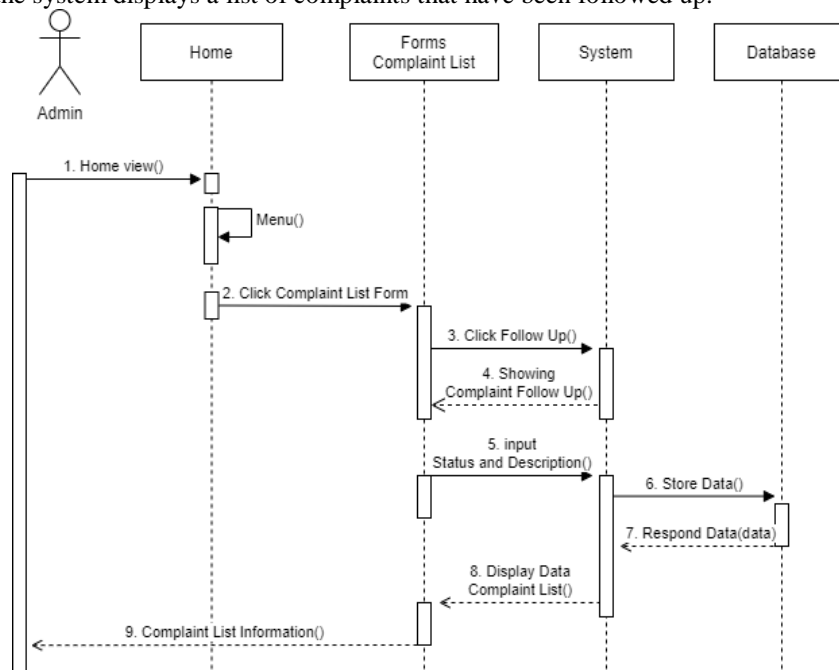 he system displays a list of complaints that have been followed up.
Admin
Home
Forms
Complaint List
System
Database
1. Home view()
Menu()
2. Click Complaint List Form
3. Click Follow Up()
4. Showing
Complaint Follow Up()
5. input
Status and Description()
6. Store Data()
7. Respond Data(data)
8. Display Data
Complaint List()
9. Complaint List Information()